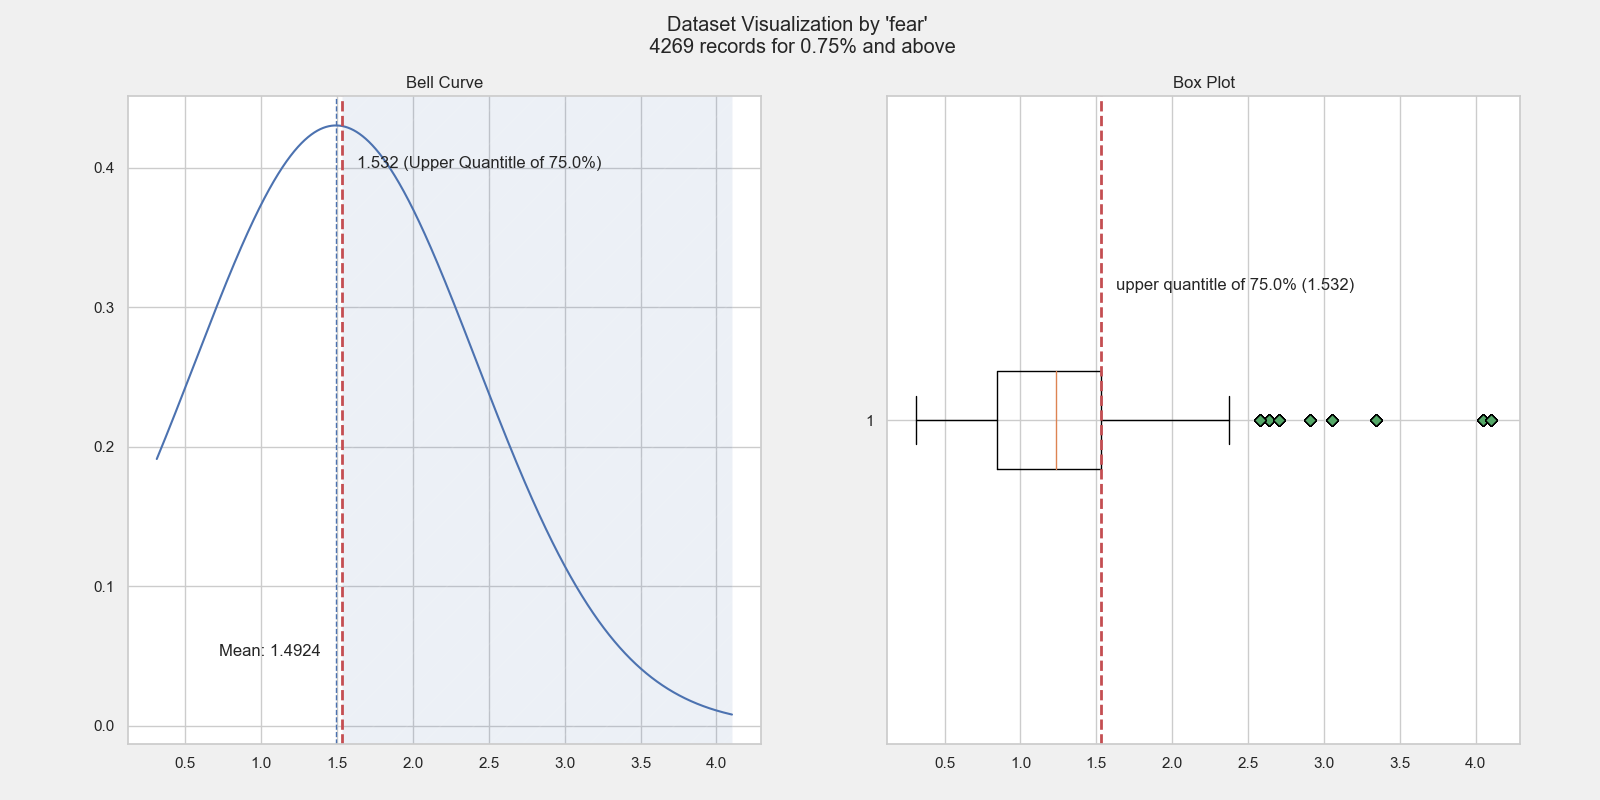 Dataset Visualization by 'fear'
4269 records for 0.75% and above
Bell Curve
0.4
0.3
0.2
0.1
0.0
1.532 (Upper Quantitle of 75.0%)
Mean: 1.4924
0.5 1.0 1.5 2.0 2.5 3.0 3.5 4.0
Box Plot
upper quantitle of 75.0% (1.532)
1
0.5 1.0 1.5 2.0 2.5 3.0 3.5 4.0